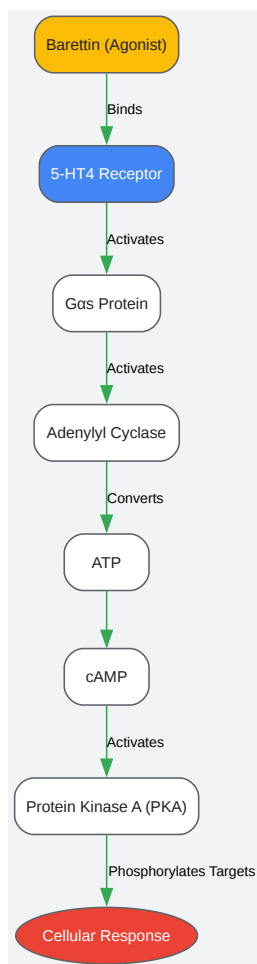 Barettin (Agonist)
Binds
5-HT4 Receptor
Activates
Gαs Protein
Activates
Adenylyl Cyclase
Converts
ATP
cAMP
Activates
Protein Kinase A (PKA)
Phosphorylates Targets
Cellular Response